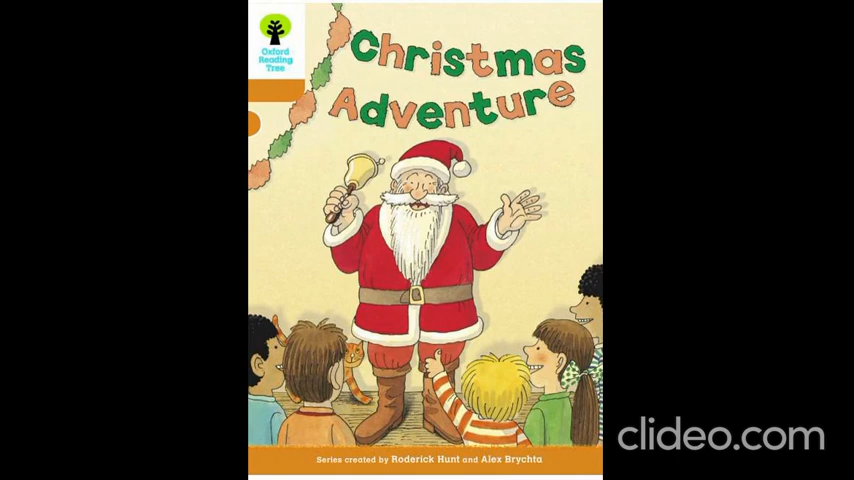 Oxford
Reading
Tree
Christmas
Adventure
Series created by Roderick Hunt and Alex Brychta
clideo.com